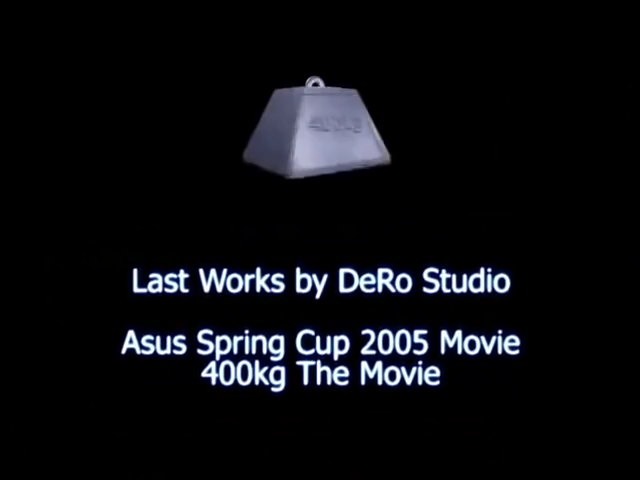 Last Works by DeRo Studio
Asus Spring Cup 2005 Movie
400kg The Movie